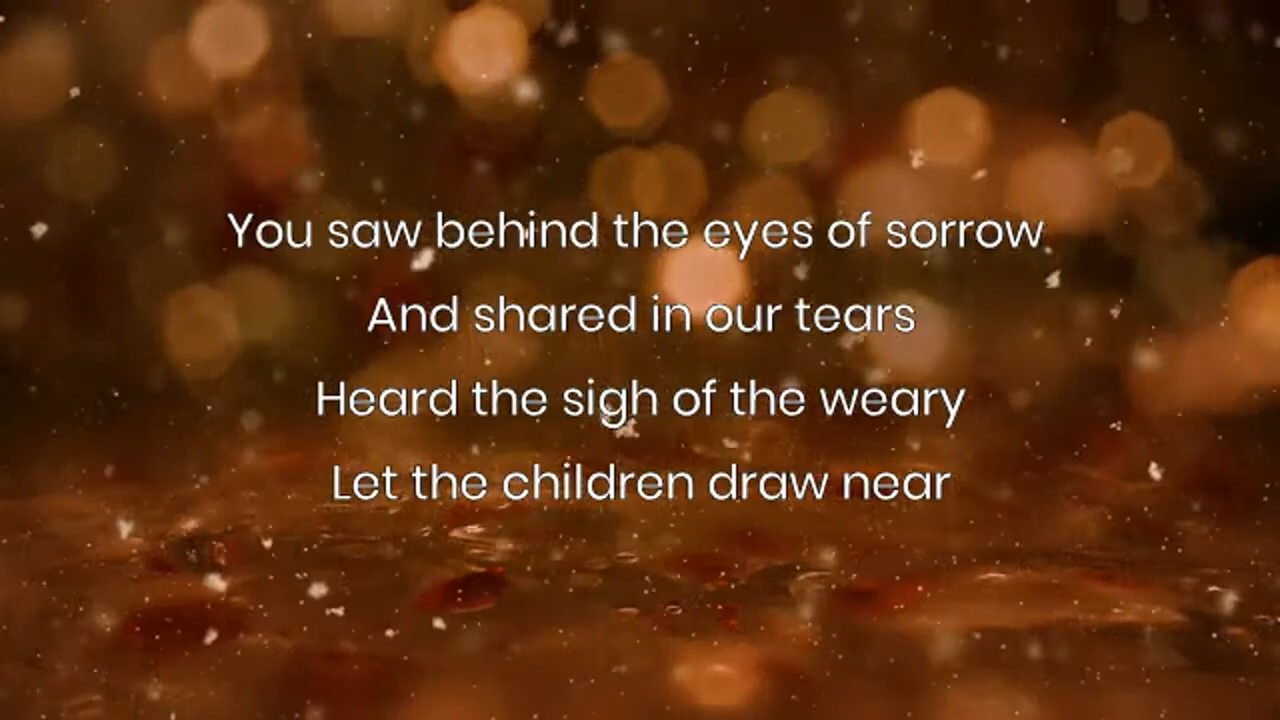 You saw behind the eyes of sorrow
And shared in our tears
Heard the sigh of the weary
Let the children draw near